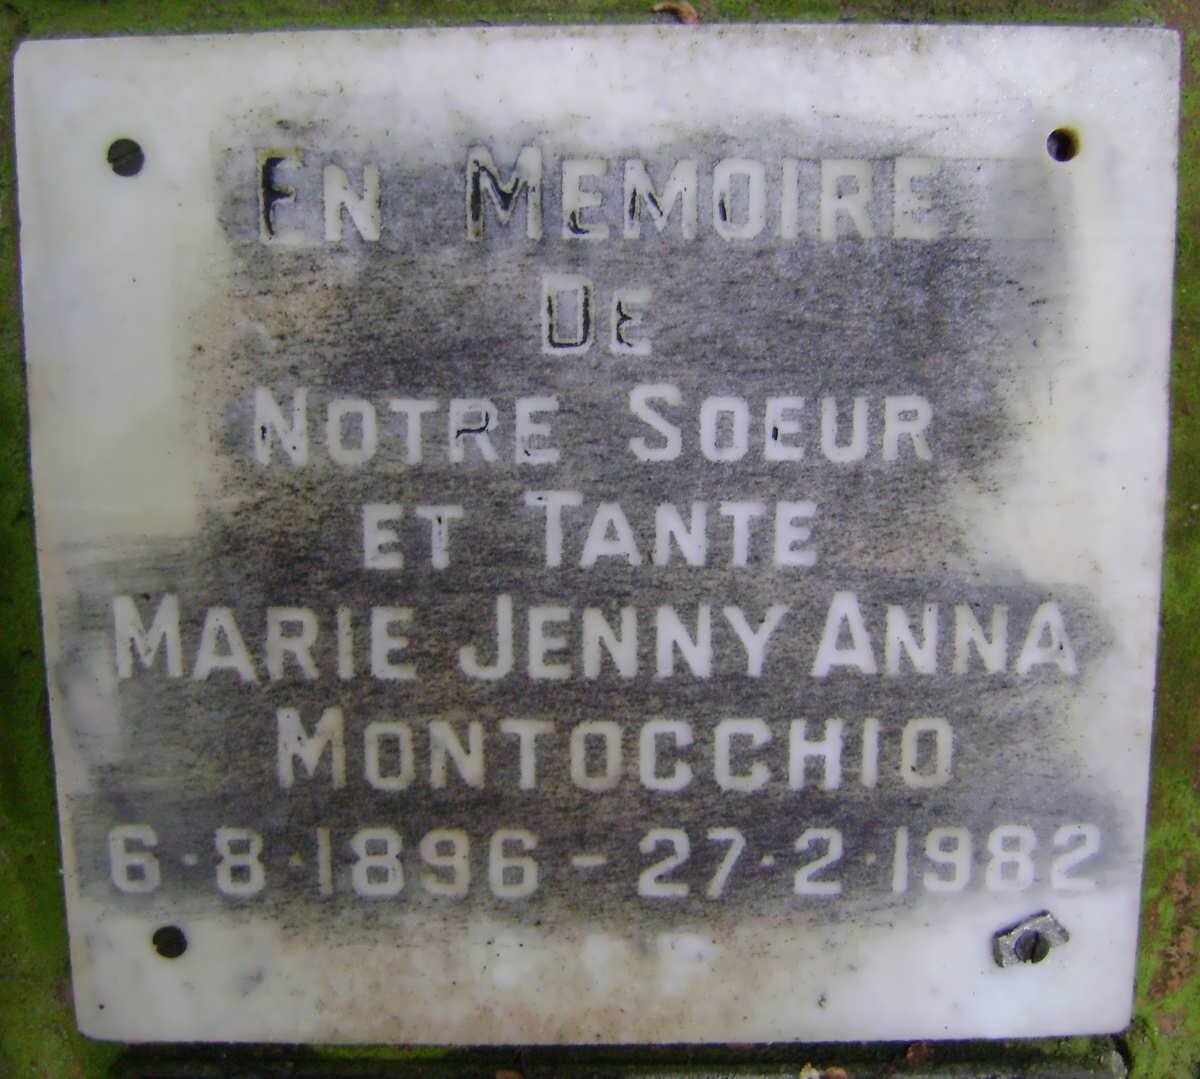 EN MEMOIRE
DE
NOTRE SOEUR
ET TANTE
MARIE JENNY ANNA
MONTOCCHIO
6·8·1896 - 27·2·1982